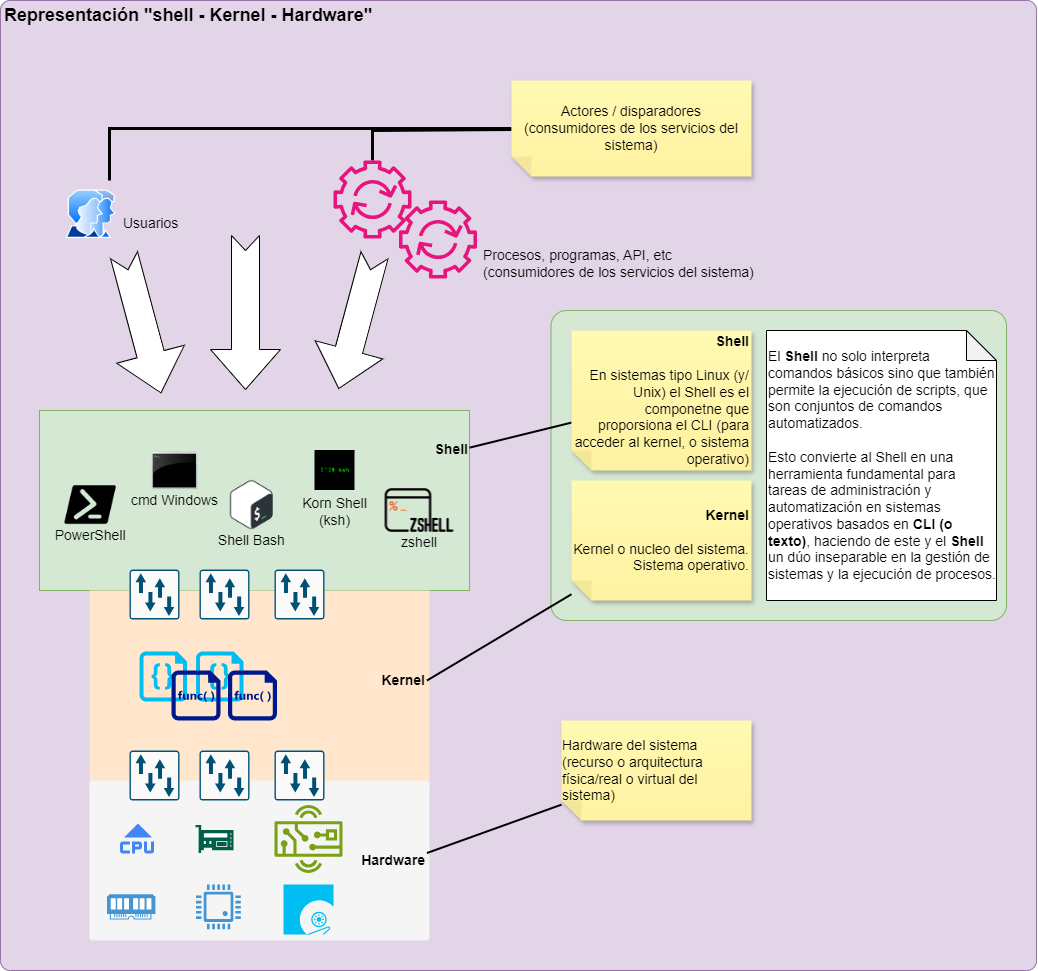 Representación "shell - Kernel - Hardware"
Actores / disparadores
(consumidores de los servicios del
sistema)
Usuarios
Procesos, programas, API, etc
(consumidores de los servicios del sistema)
Shell
En sistemas tipo Linux (y/
Unix) el Shell es el
componetne que
proporsiona el CLI (para
acceder al kernel, o sistema
operativo)
El Shell no solo interpreta
comandos básicos sino que también
permite la ejecución de scripts, que
son conjuntos de comandos
automatizados.
Esto convierte al Shell en una
herramienta fundamental para
tareas de administración y
automatización en sistemas
operativos basados en CLI (o
texto), haciendo de este y el Shell
un dúo inseparable en la gestión de
sistemas y la ejecución de procesos.
Kernel
Kernel o nucleo del sistema.
Sistema operativo.
Shell
cmd Windows
PowerShell
$_
Shell Bash
ksh
Korn Shell
(ksh)
%_
ZSHELL
zshell
{ }
{ }
func( )
func( )
Kernel
Hardware del sistema
(recurso o arquitectura
física/real o virtual del
sistema)
CPU
Hardware